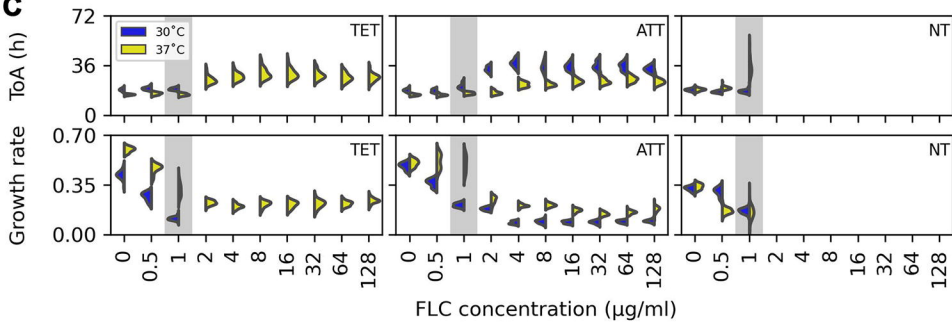 C
72
36
0
ToA (h)
30˚C
37˚C
TET
ATT
NT
0.70
0.35
0.00
Growth rate
TET
ATT
NT
0 0.5 1 2 4 8 16 32 64 128
0 0.5 1 2 4 8 16 32 64 128
0 0.5 1 2 4 8 16 32 64 128
FLC concentration (µg/ml)